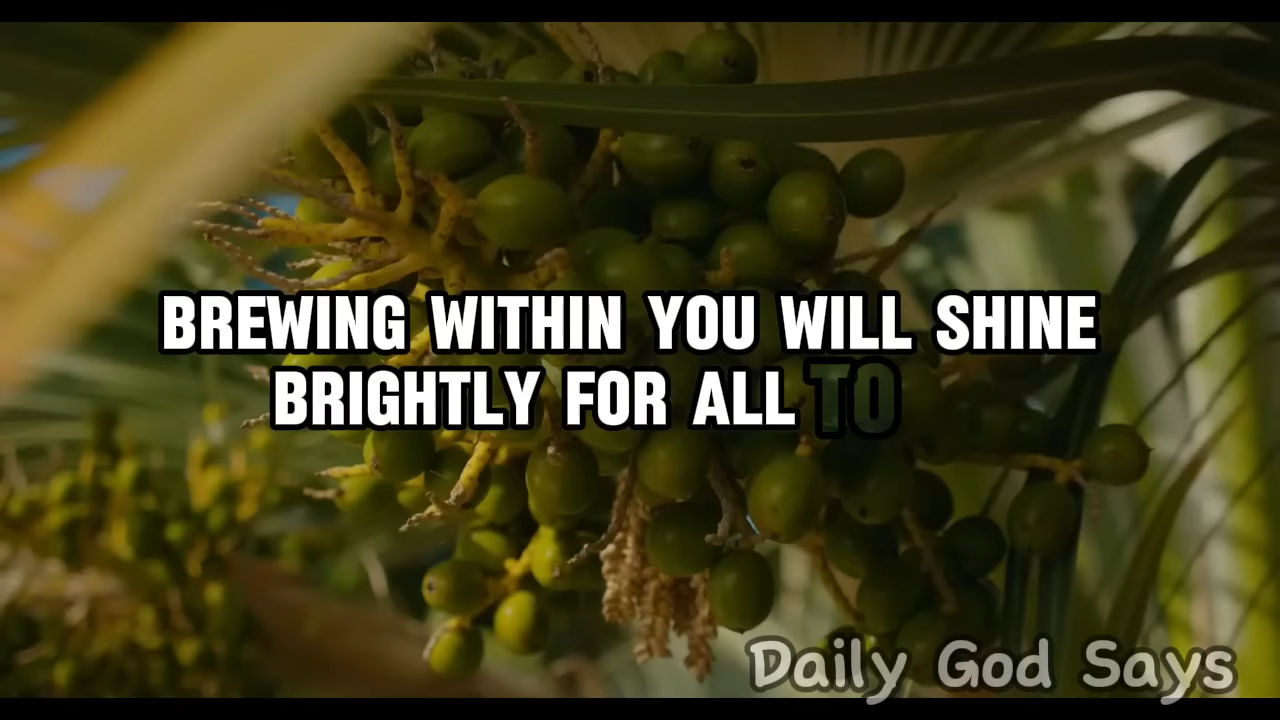 BREWING WITHIN YOU WILL SHINE
BRIGHTLY FOR ALL TO
Daily God Says